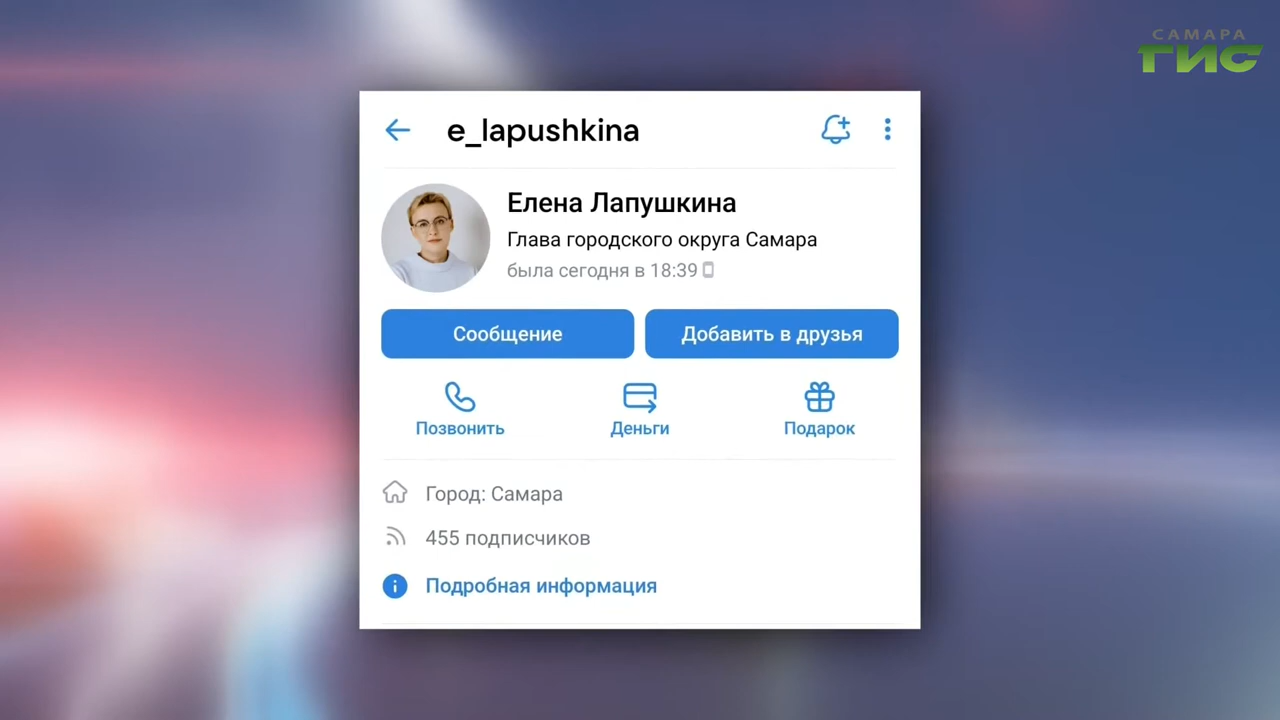 САМАРА
ГИС
e_lapushkina
Елена Лапушкина
Глава городского округа Самара
была сегодня в 18:39
Сообщение
Добавить в друзья
Позвонить
Деньги
Подарок
Город: Самара
455 подписчиков
Подробная информация